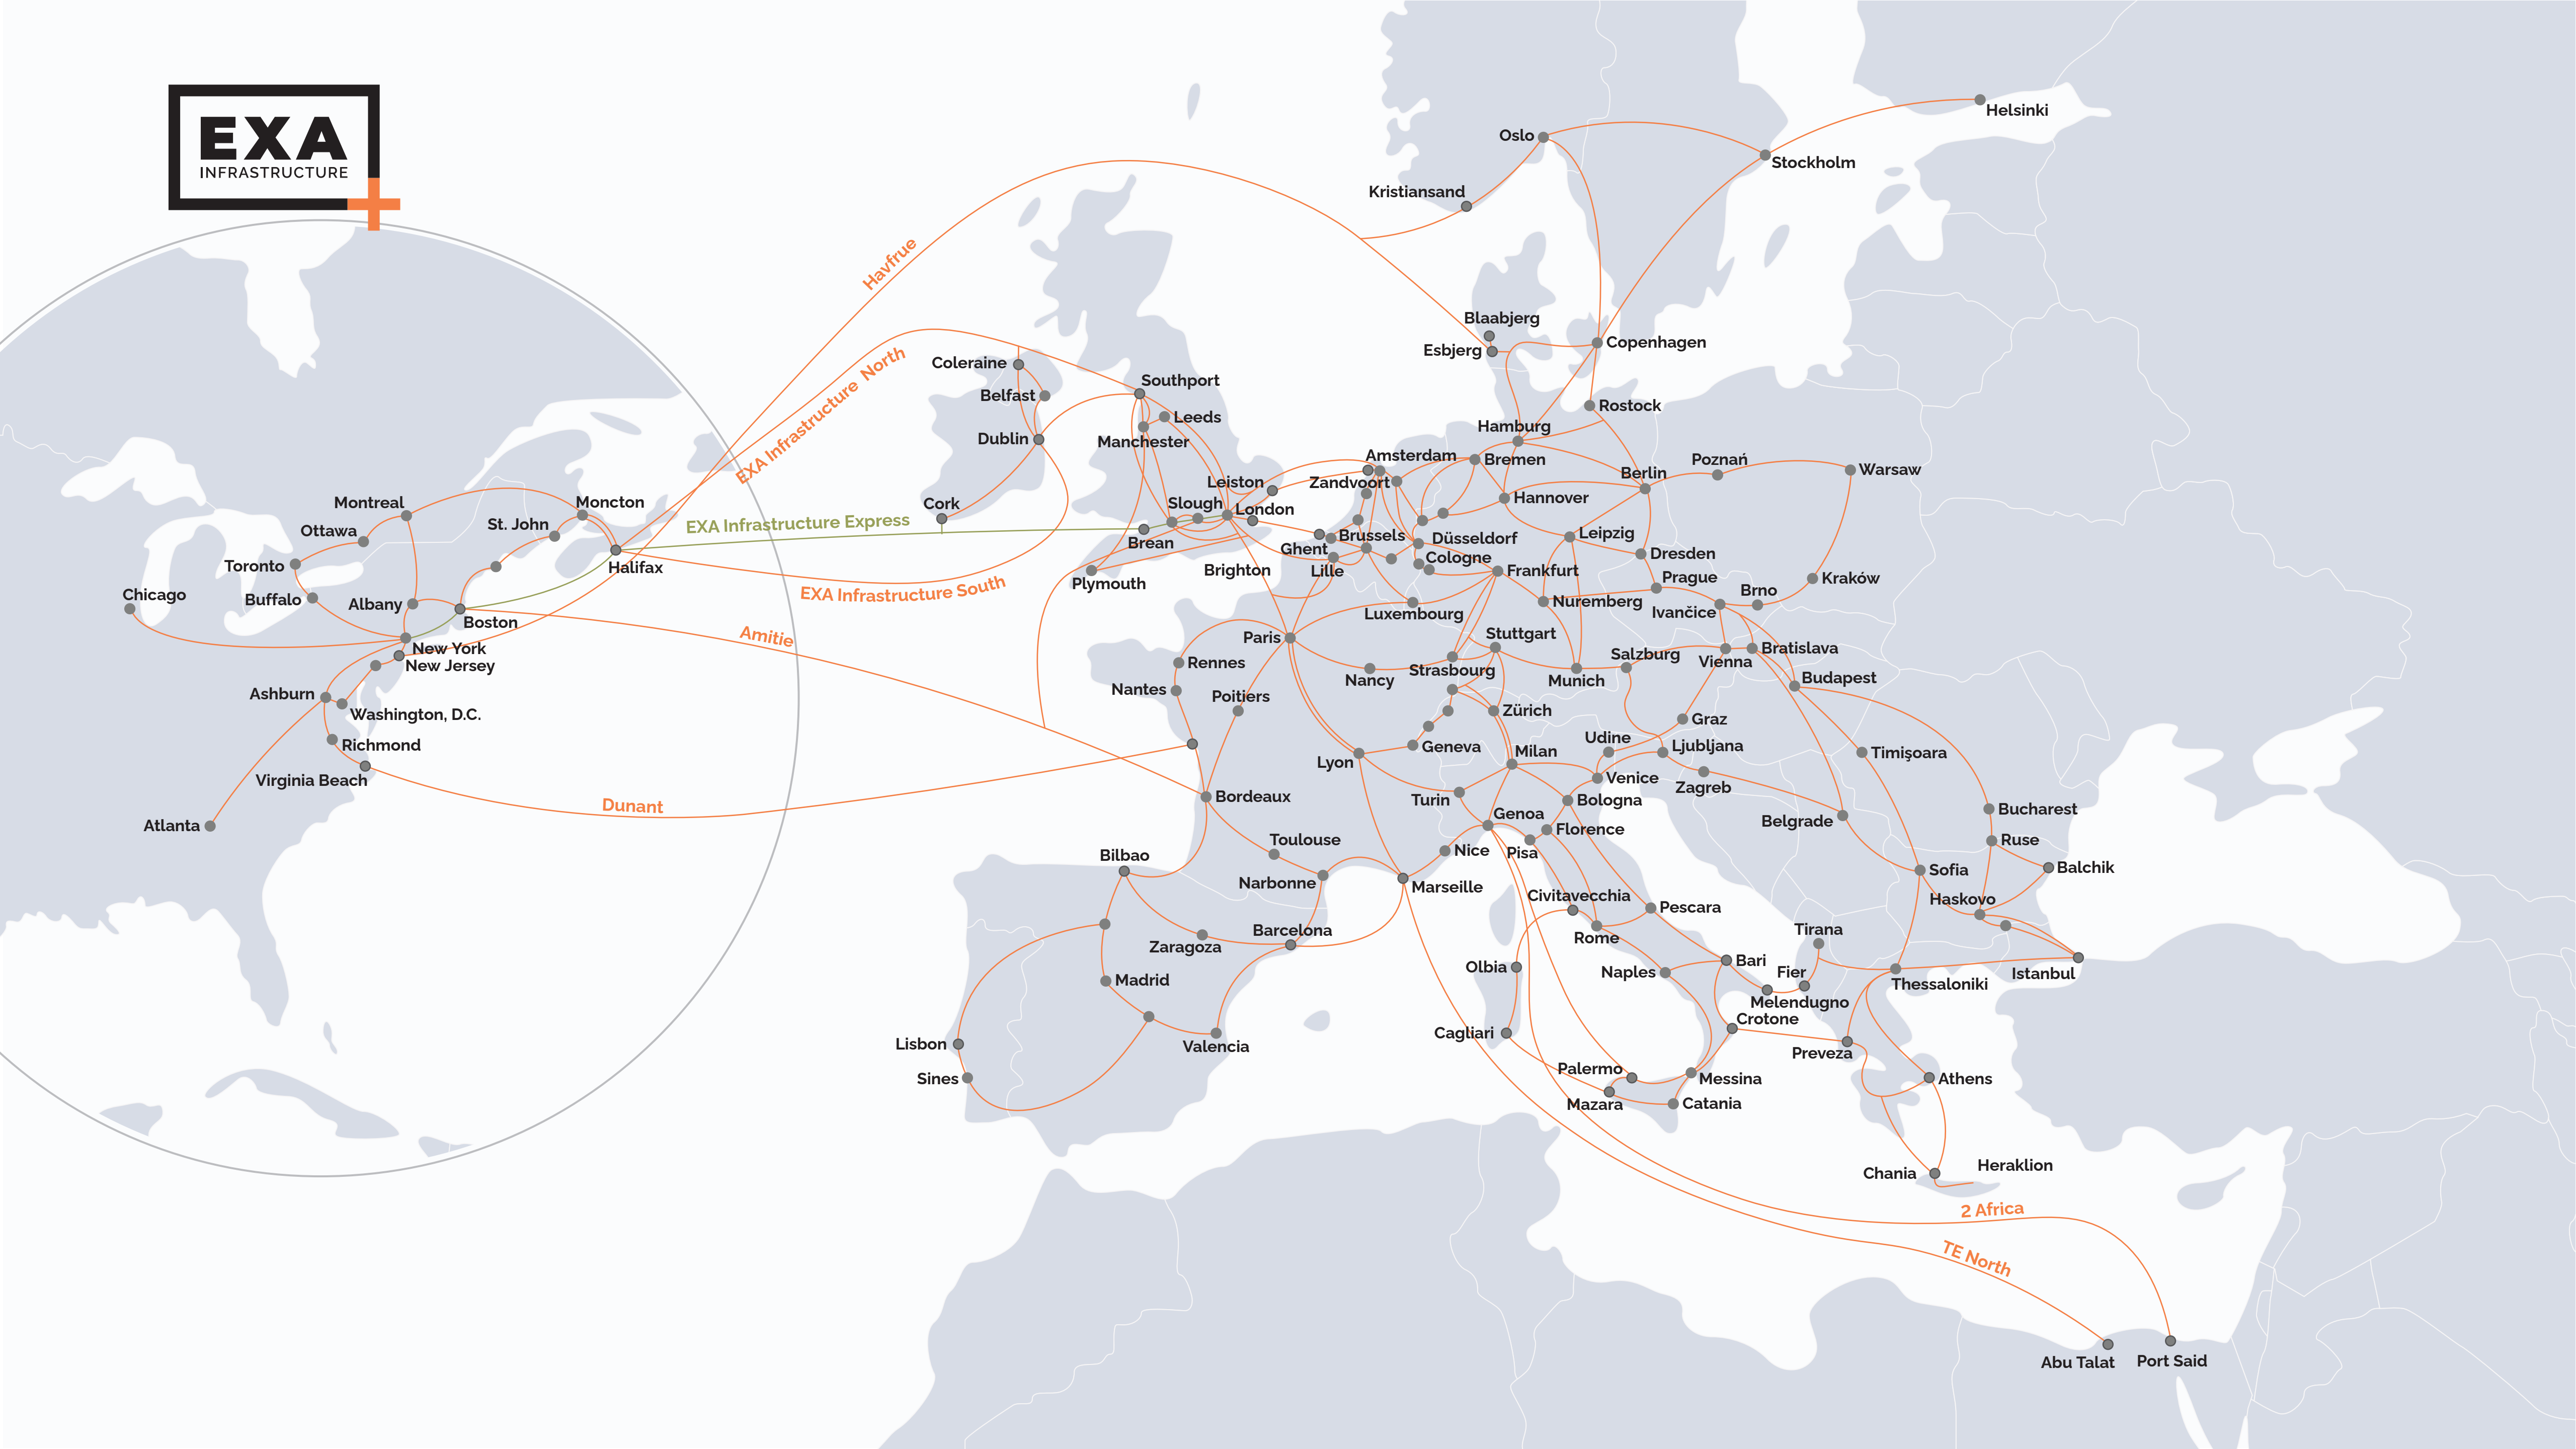 EXA
INFRASTRUCTURE
Helsinki
Oslo
Stockholm
Kristiansand
Havfrue
Blaabjerg
Esbjerg
Copenhagen
EXA Infrastructure North
Coleraine
Southport
Belfast
Leeds
Rostock
Dublin
Manchester
Hamburg
Amsterdam
Bremen
Poznań
Warsaw
Berlin
Leiston
Zandvoort
Montreal
Moncton
Cork
Slough
London
Hannover
St. John
EXA Infrastructure Express
Ottawa
Brean
Brussels
Düsseldorf
Leipzig
Ghent
Cologne
Dresden
Toronto
Halifax
Plymouth
Brighton
Lille
Frankfurt
Prague
Kraków
Chicago
Buffalo
Albany
EXA Infrastructure South
Luxembourg
Nuremberg
Brno
Ivančice
Boston
Amitie
Paris
Stuttgart
New York
New Jersey
Rennes
Strasbourg
Salzburg
Vienna
Bratislava
Nancy
Munich
Budapest
Ashburn
Nantes
Poitiers
Washington, D.C.
Zürich
Graz
Richmond
Geneva
Milan
Udine
Ljubljana
Timişoara
Virginia Beach
Lyon
Venice
Zagreb
Dunant
Bordeaux
Turin
Bologna
Bucharest
Atlanta
Genoa
Belgrade
Florence
Toulouse
Ruse
Bilbao
Nice
Pisa
Narbonne
Marseille
Sofia
Balchik
Civitavecchia
Pescara
Haskovo
Zaragoza
Barcelona
Rome
Tirana
Olbia
Naples
Bari
Fier
Istanbul
Madrid
Thessaloniki
Melendugno
Crotone
Lisbon
Valencia
Cagliari
Preveza
Sines
Palermo
Messina
Athens
Mazara
Catania
Chania
Heraklion
2 Africa
TE North
Abu Talat
Port Said